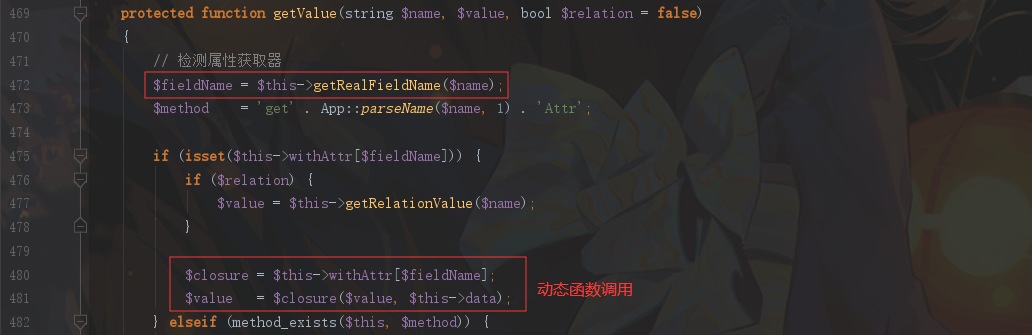 469 protected function getValue(string $name, $value, bool $relation = false)
470 {
471 // 检测属性获取器
472 $fieldName = $this->getRealFieldName($name);
473 $method = 'get' . App::parseName($name, 1) . 'Attr';
474
475 if (isset($this->withAttr[$fieldName])) {
476 if ($relation) {
477 $value = $this->getRelationValue($name);
478 }
479
480 $closure = $this->withAttr[$fieldName];
481 $value = $closure($value, $this->data); 动态函数调用
482 } elseif (method_exists($this, $method)) {